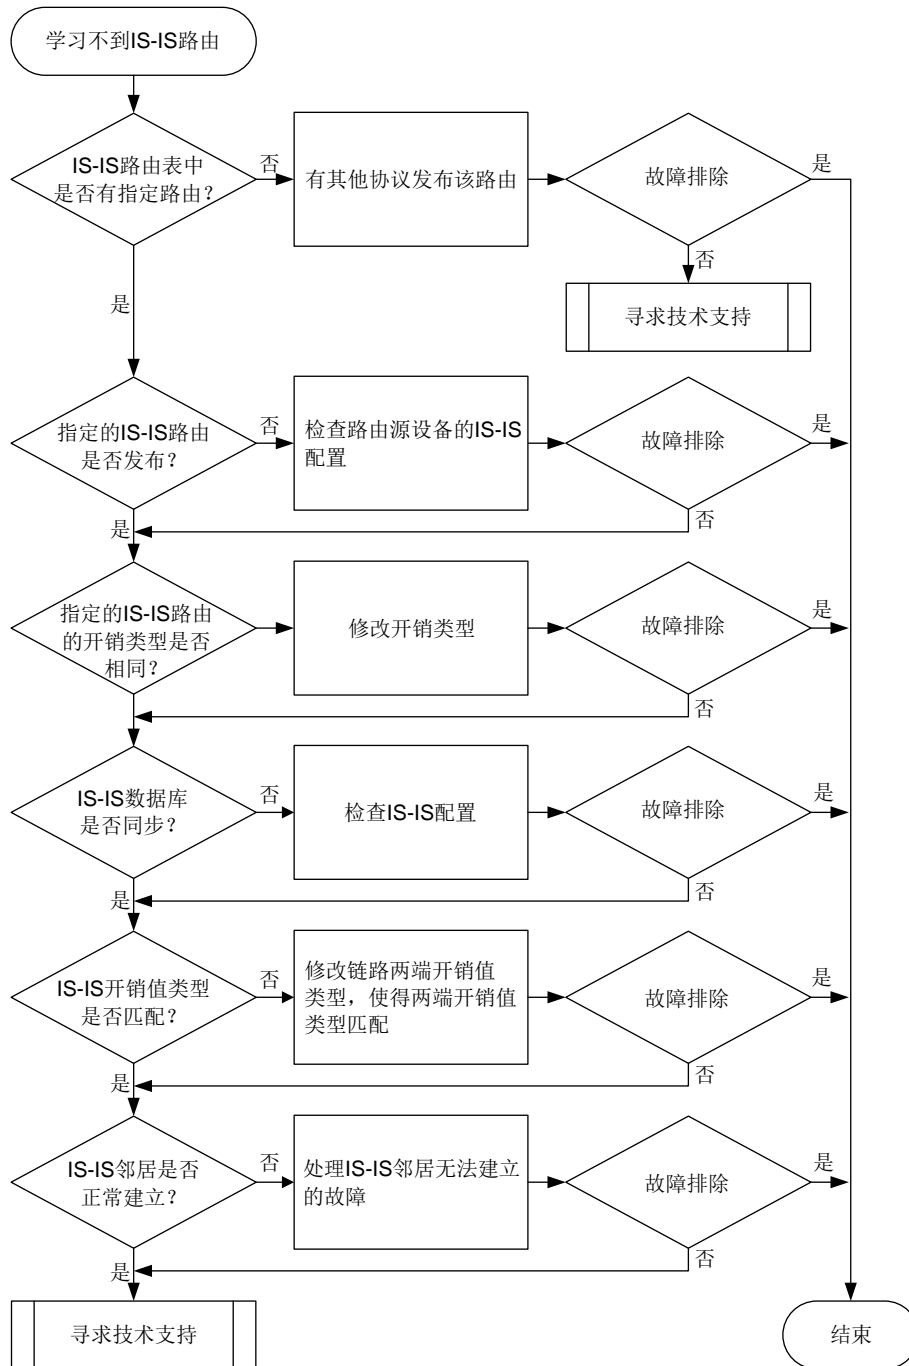 学习不到IS-IS路由
IS-IS路由表中
是否有指定路由？
否
有其他协议发布该路由
故障排除
是
否
寻求技术支持
是
指定的IS-IS路由
是否发布？
否
检查路由源设备的IS-IS
配置
故障排除
是
否
是
指定的IS-IS路由
的开销类型是否
相同？
修改开销类型
故障排除
是
否
IS-IS数据库
是否同步？
否
检查IS-IS配置
故障排除
是
否
是
IS-IS开销值类型
是否匹配？
否
修改链路两端开销值
类型，使得两端开销值
类型匹配
故障排除
是
否
是
IS-IS邻居是否
正常建立？
否
处理IS-IS邻居无法建立
的故障
故障排除
是
否
是
寻求技术支持
结束